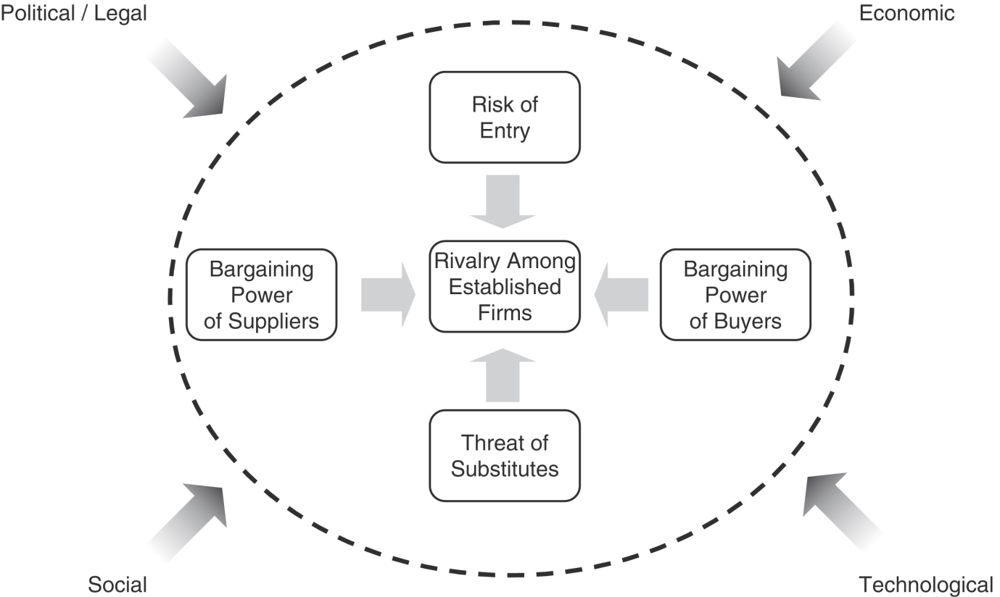 Political / Legal
Economic
Risk of
Entry
Bargaining
Power
of Suppliers
Rivalry Among
Established
Firms
Bargaining
Power
of Buyers
Threat of
Substitutes
Social
Technological